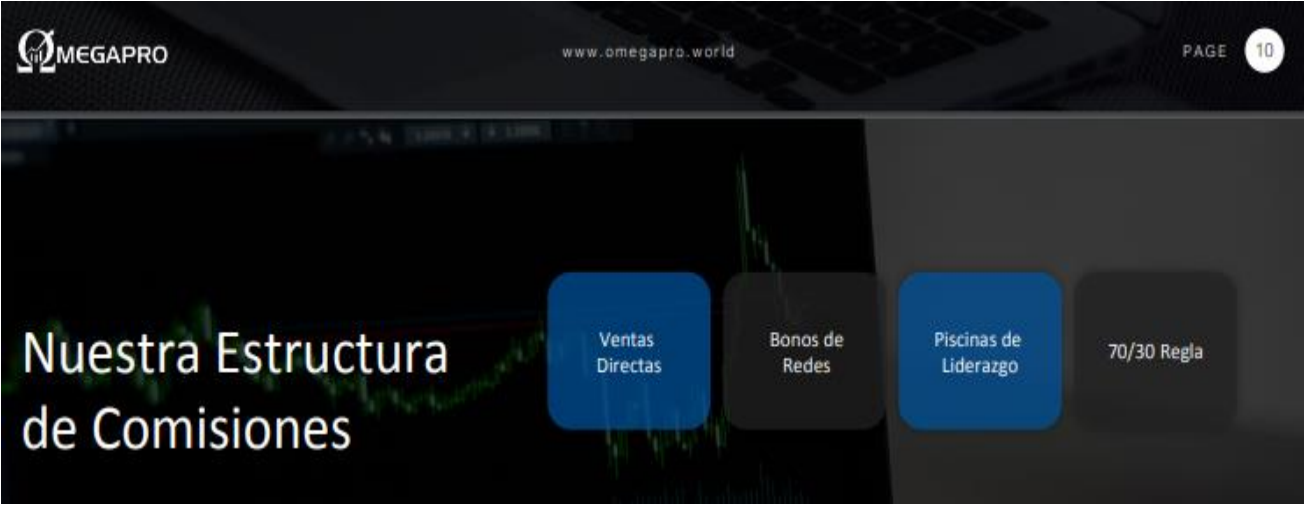 ΩMEGAPRO
www.omegapro.world
PAGE 10
Nuestra Estructura
de Comisiones
Ventas
Directas
Bonos de
Redes
Piscinas de
Liderazgo
70/30 Regla